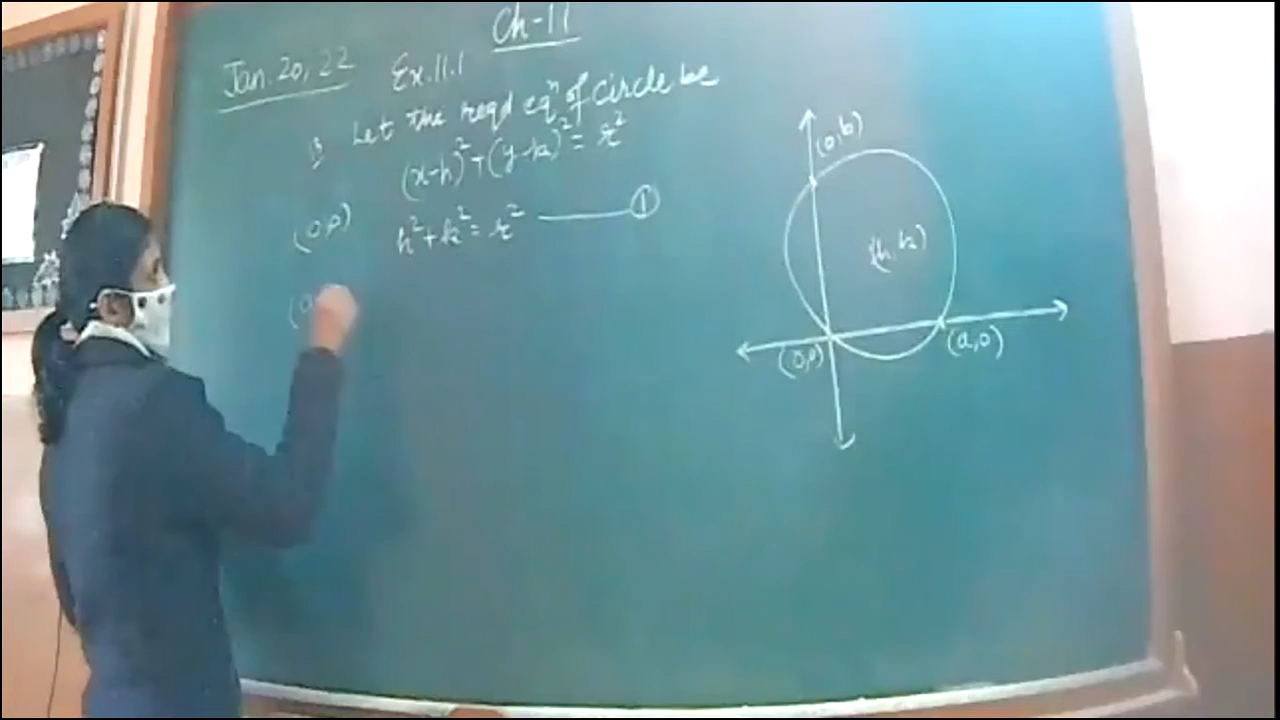 Ch-11
Jan. 20, 22 Ex.11.1
Let the reqd eqⁿ of circle be
(x-h)²+(y-k)²=r²
(0,0) h²+k²=r² ——— ①
(a
(0,b)
(h,k)
(0,0)
(a,0)